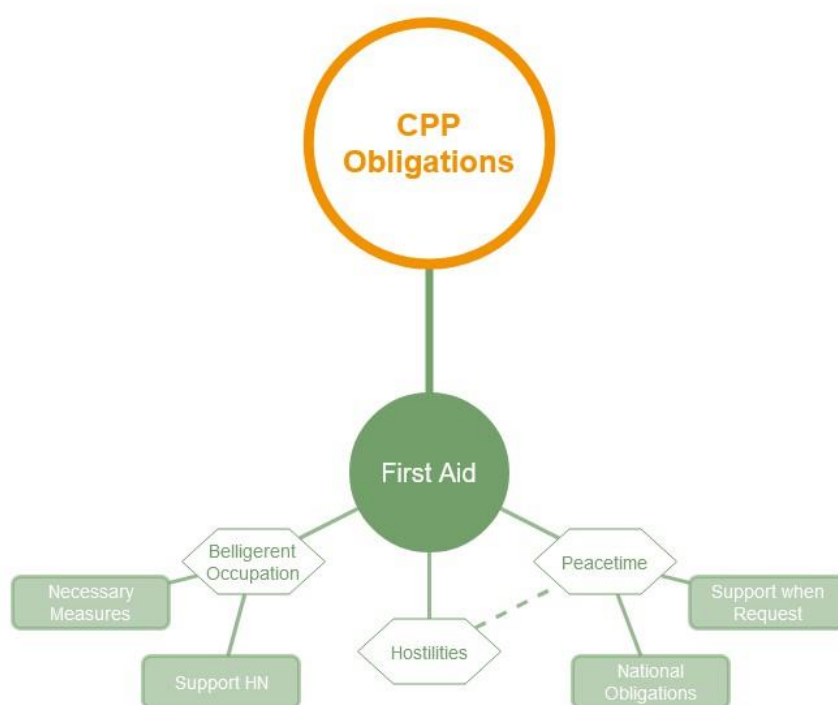 CPP
Obligations
First Aid
Belligerent
Occupation
Peacetime
Necessary
Measures
Support when
Request
Hostilities
Support HN
National
Obligations